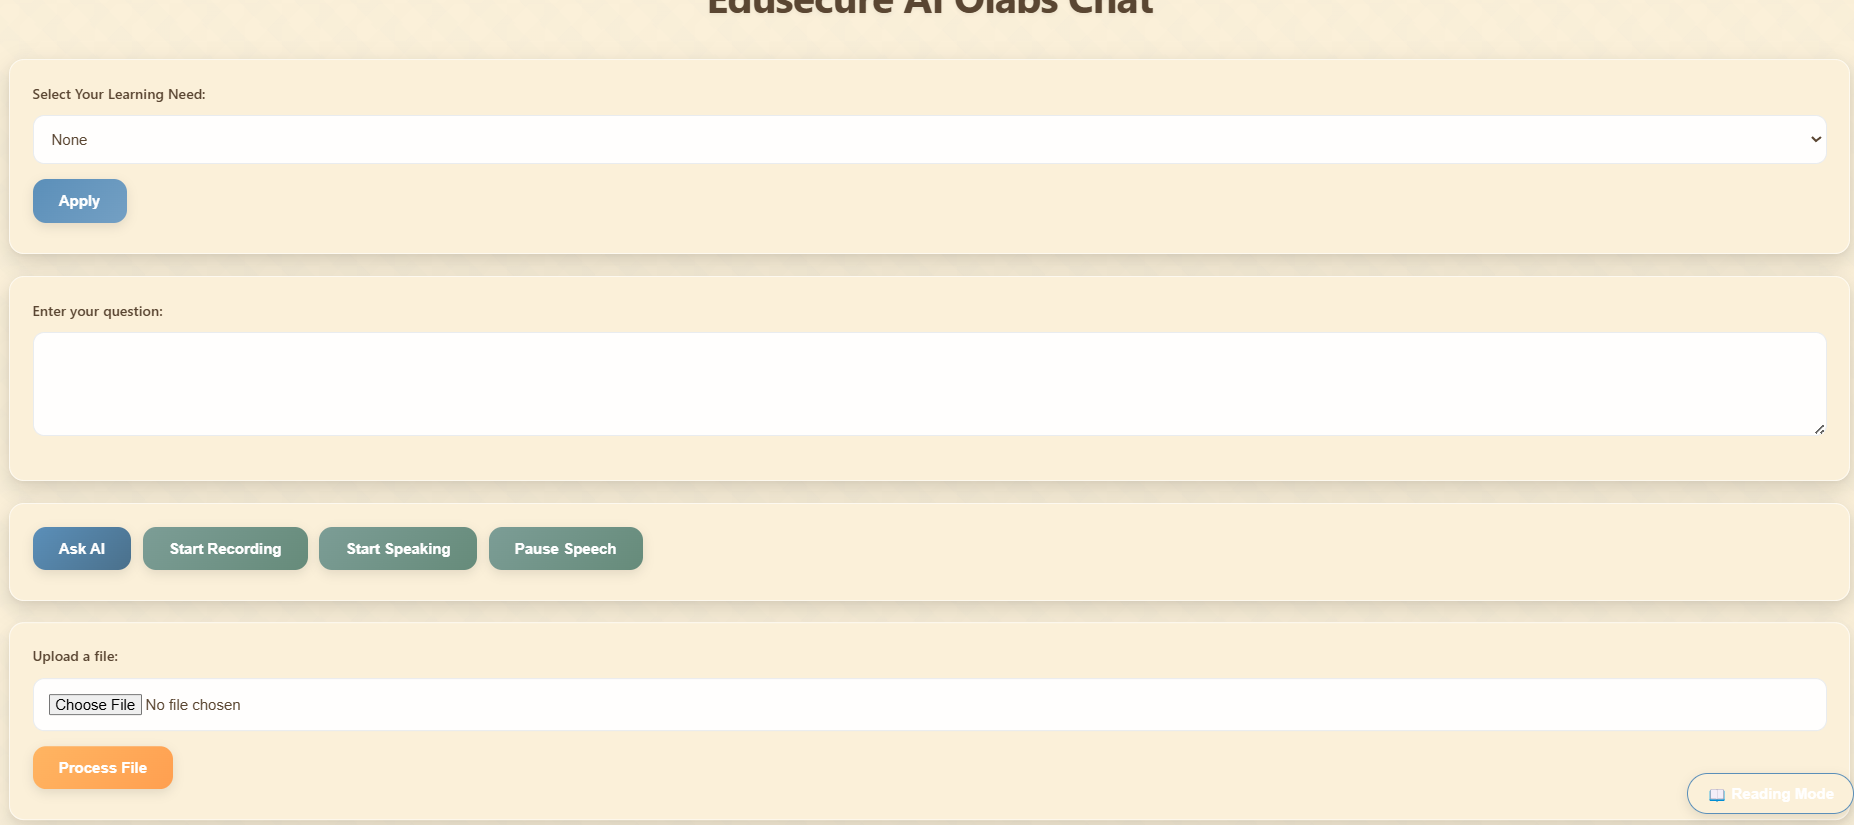 Edusecure AI Olabs Chat
Select Your Learning Need:
None
Apply
Enter your question:
Ask AI
Start Recording
Start Speaking
Pause Speech
Upload a file:
Choose File No file chosen
Process File
📖 Reading Mode